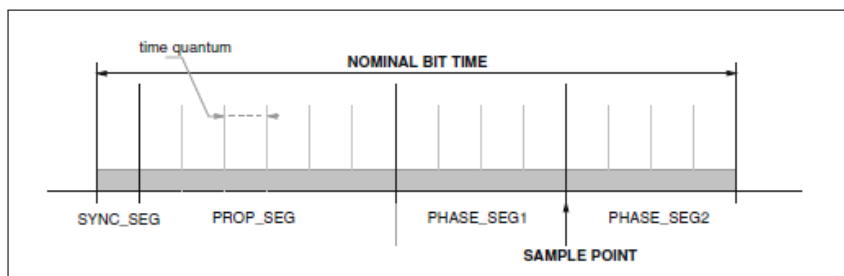 time quantum
NOMINAL BIT TIME
SYNC_SEG PROP_SEG PHASE_SEG1 PHASE_SEG2
SAMPLE POINT